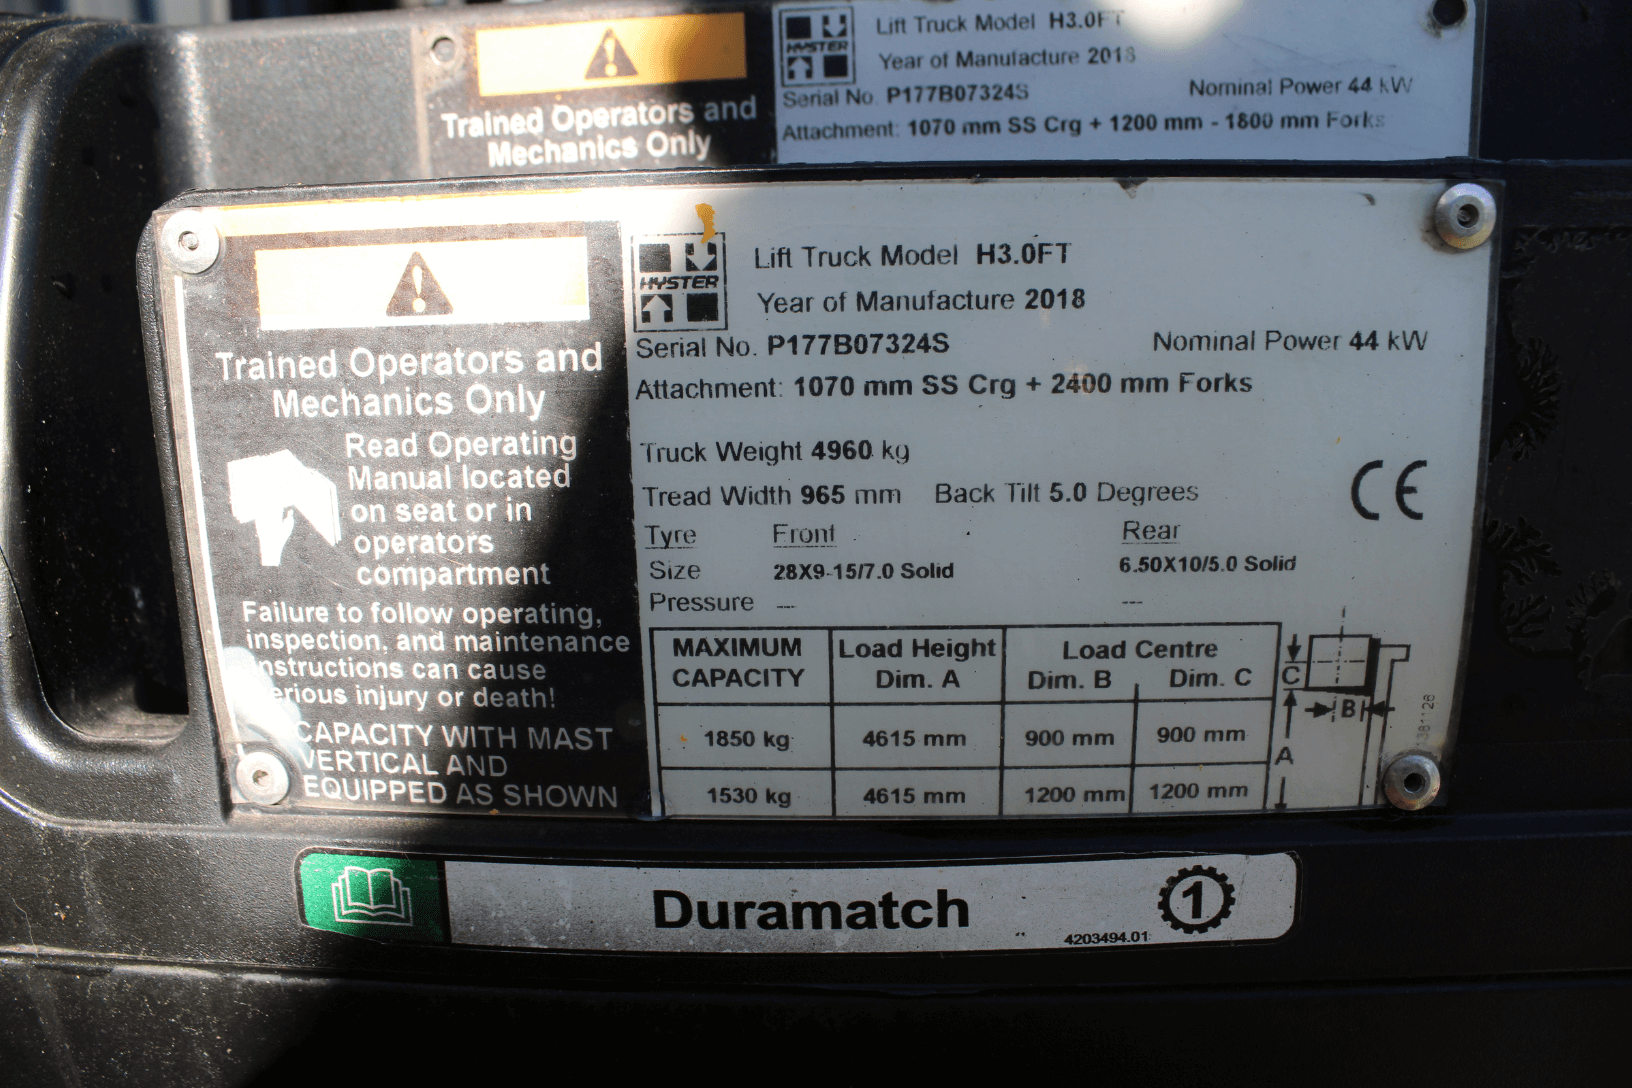 Trained Operators and
Mechanics Only
HYSTER
Lift Truck Model H3.0FT
Year of Manufacture 2018
Serial No. P177B07324S
Nominal Power 44 kW
Attachment: 1070 mm SS Crg + 1200 mm - 1800 mm Forks
Trained Operators and
Mechanics Only
Read Operating
Manual located
on seat or in
operators
compartment
Failure to follow operating,
inspection, and maintenance
instructions can cause
serious injury or death!
CAPACITY WITH MAST
VERTICAL AND
EQUIPPED AS SHOWN
HYSTER
Lift Truck Model H3.0FT
Year of Manufacture 2018
Serial No. P177B07324S
Nominal Power 44 kW
Attachment: 1070 mm SS Crg + 2400 mm Forks
Truck Weight 4960 kg
Tread Width 965 mm Back Tilt 5.0 Degrees
CE
Tyre Front Rear
Size 28X9-15/7.0 Solid 6.50X10/5.0 Solid
Pressure --- ---
MAXIMUM CAPACITY
Load Height Dim. A
Load Centre
Dim. B Dim. C
1850 kg 4615 mm 900 mm 900 mm
1530 kg 4615 mm 1200 mm 1200 mm
C
B
A
Duramatch
4203494.01
1